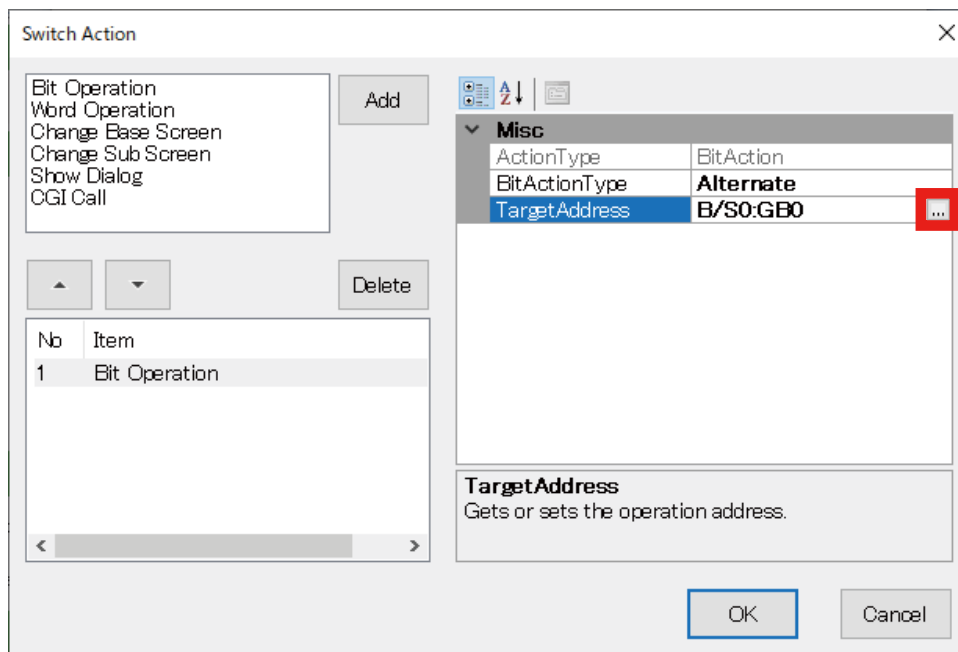 Switch Action
Bit Operation
Word Operation
Change Base Screen
Change Sub Screen
Show Dialog
CGI Call
Add
Delete
No Item
1 Bit Operation
Misc
ActionType BitAction
BitActionType Alternate
TargetAddress B/S0:GB0 ...
TargetAddress
Gets or sets the operation address.
OK
Cancel